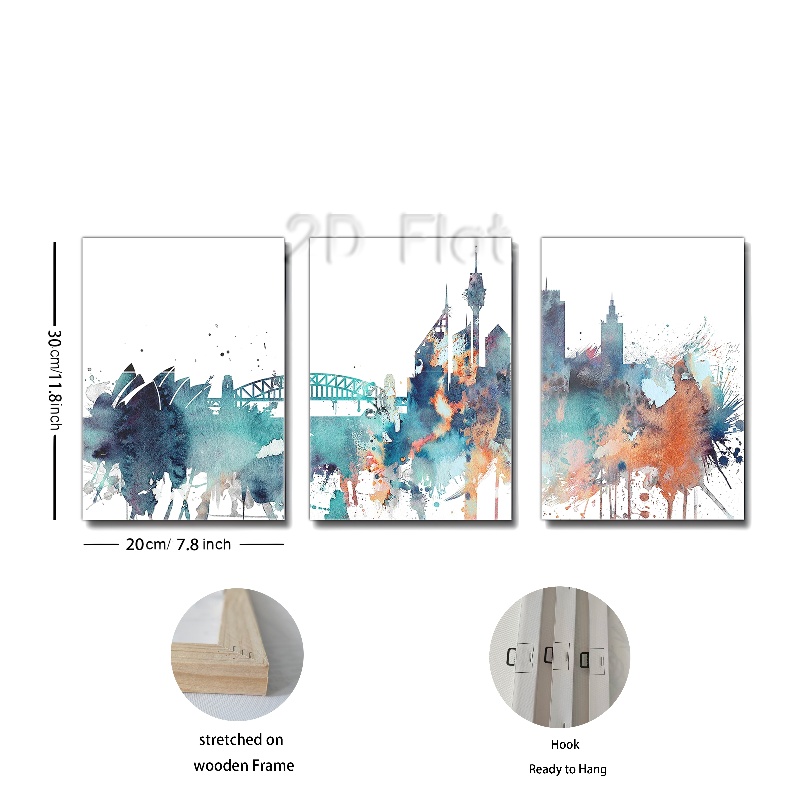 2D Flat
30cm/11.8inch
20cm/ 7.8 inch
stretched on
wooden Frame
Hook
Ready to Hang